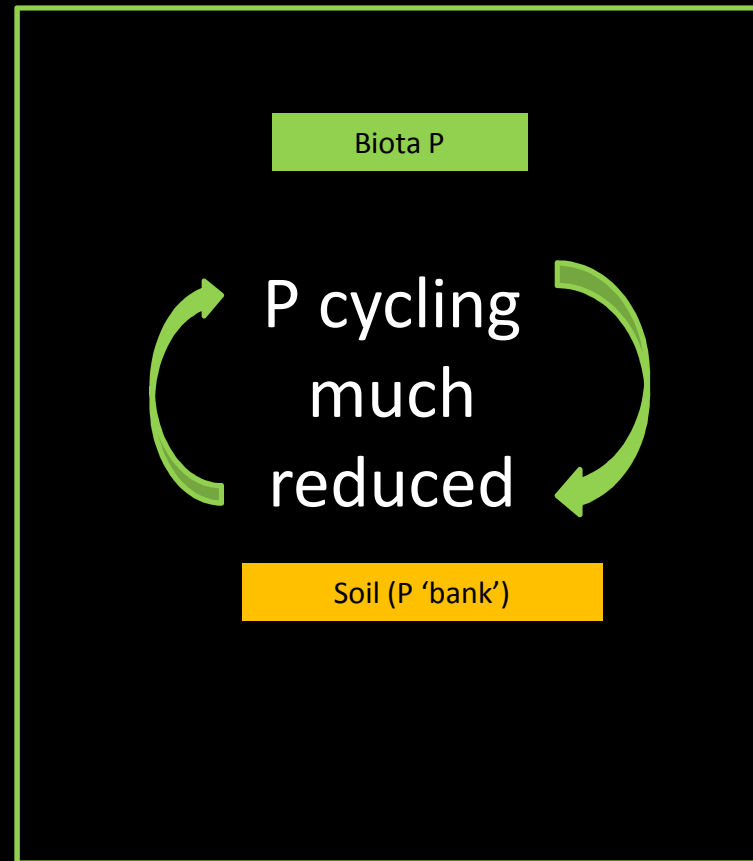 Biota P
P cycling
much
reduced
Soil (P ‘bank’)